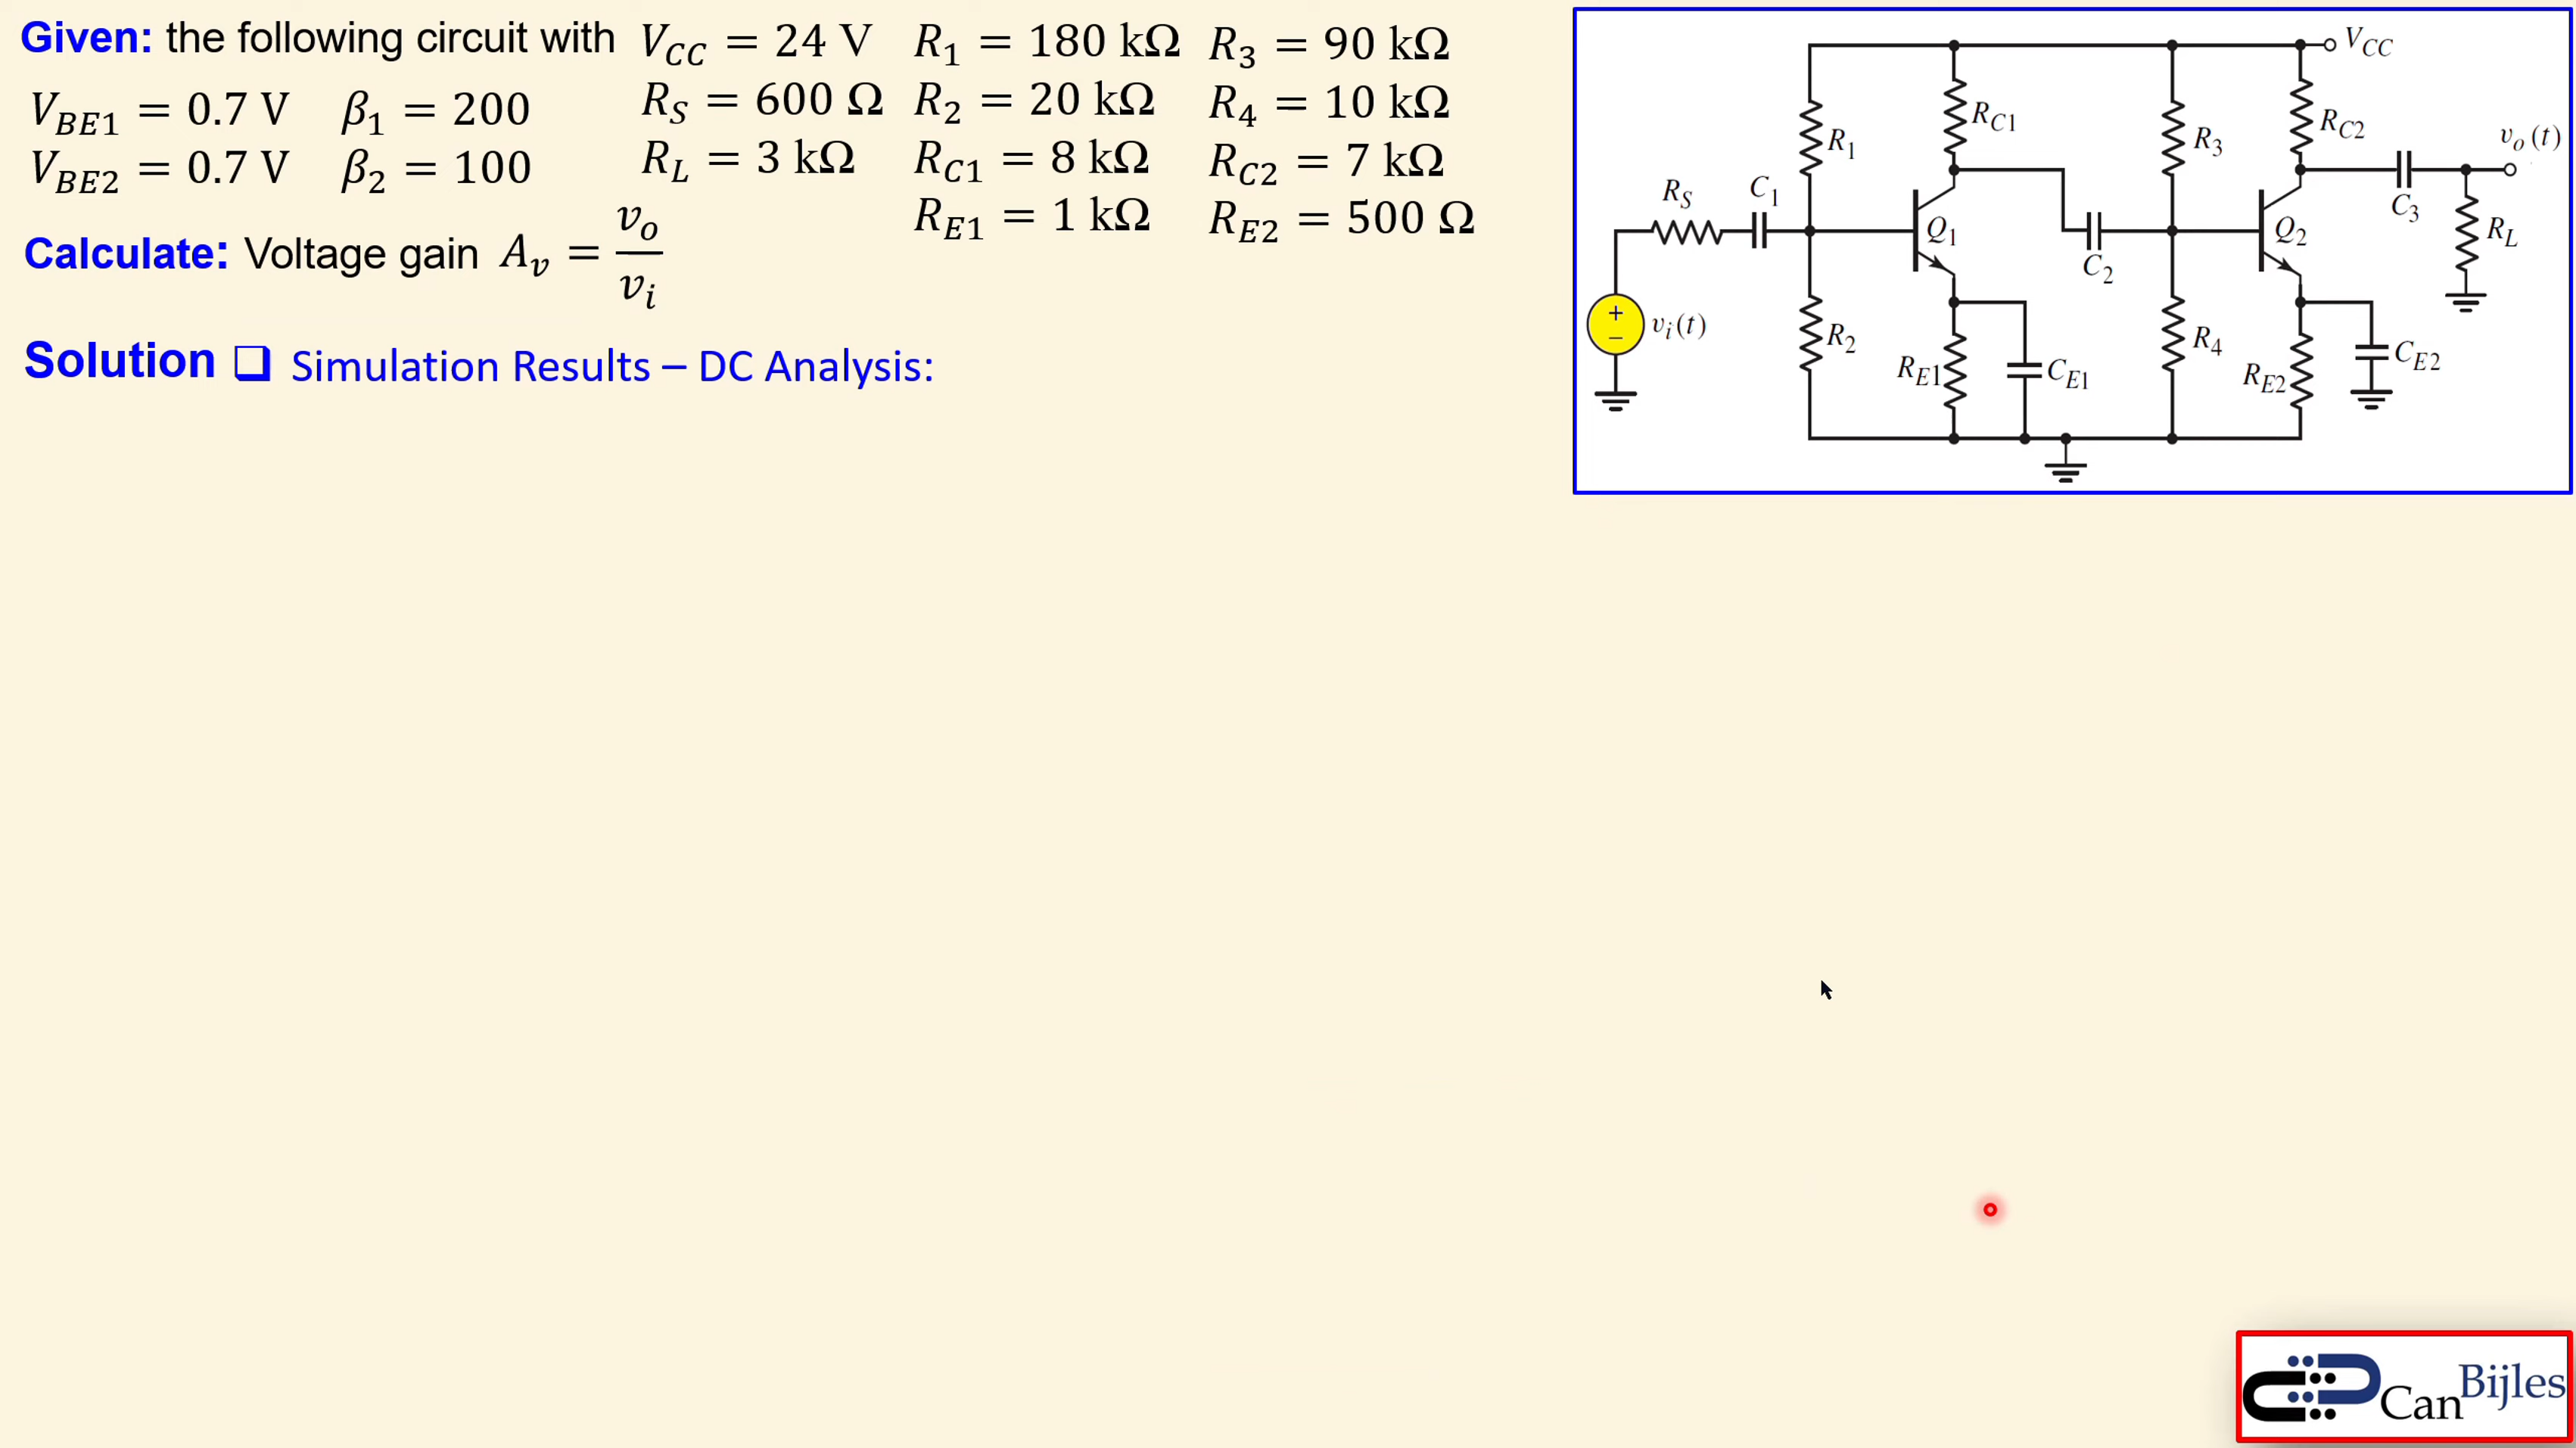 Given: the following circuit with V_CC = 24 V R_1 = 180 kΩ R_3 = 90 kΩ
V_BE1 = 0.7 V β_1 = 200 R_S = 600 Ω R_2 = 20 kΩ R_4 = 10 kΩ
V_BE2 = 0.7 V β_2 = 100 R_L = 3 kΩ R_C1 = 8 kΩ R_C2 = 7 kΩ
R_E1 = 1 kΩ R_E2 = 500 Ω
Calculate: Voltage gain A_v = v_o / v_i
Solution ❑ Simulation Results – DC Analysis:
V_CC
R_1
R_C1
R_3
R_C2
v_o (t)
R_S
C_1
Q_1
C_2
Q_2
C_3
R_L
+
−
v_i (t)
R_2
R_E1
C_E1
R_4
R_E2
C_E2
CanBijles